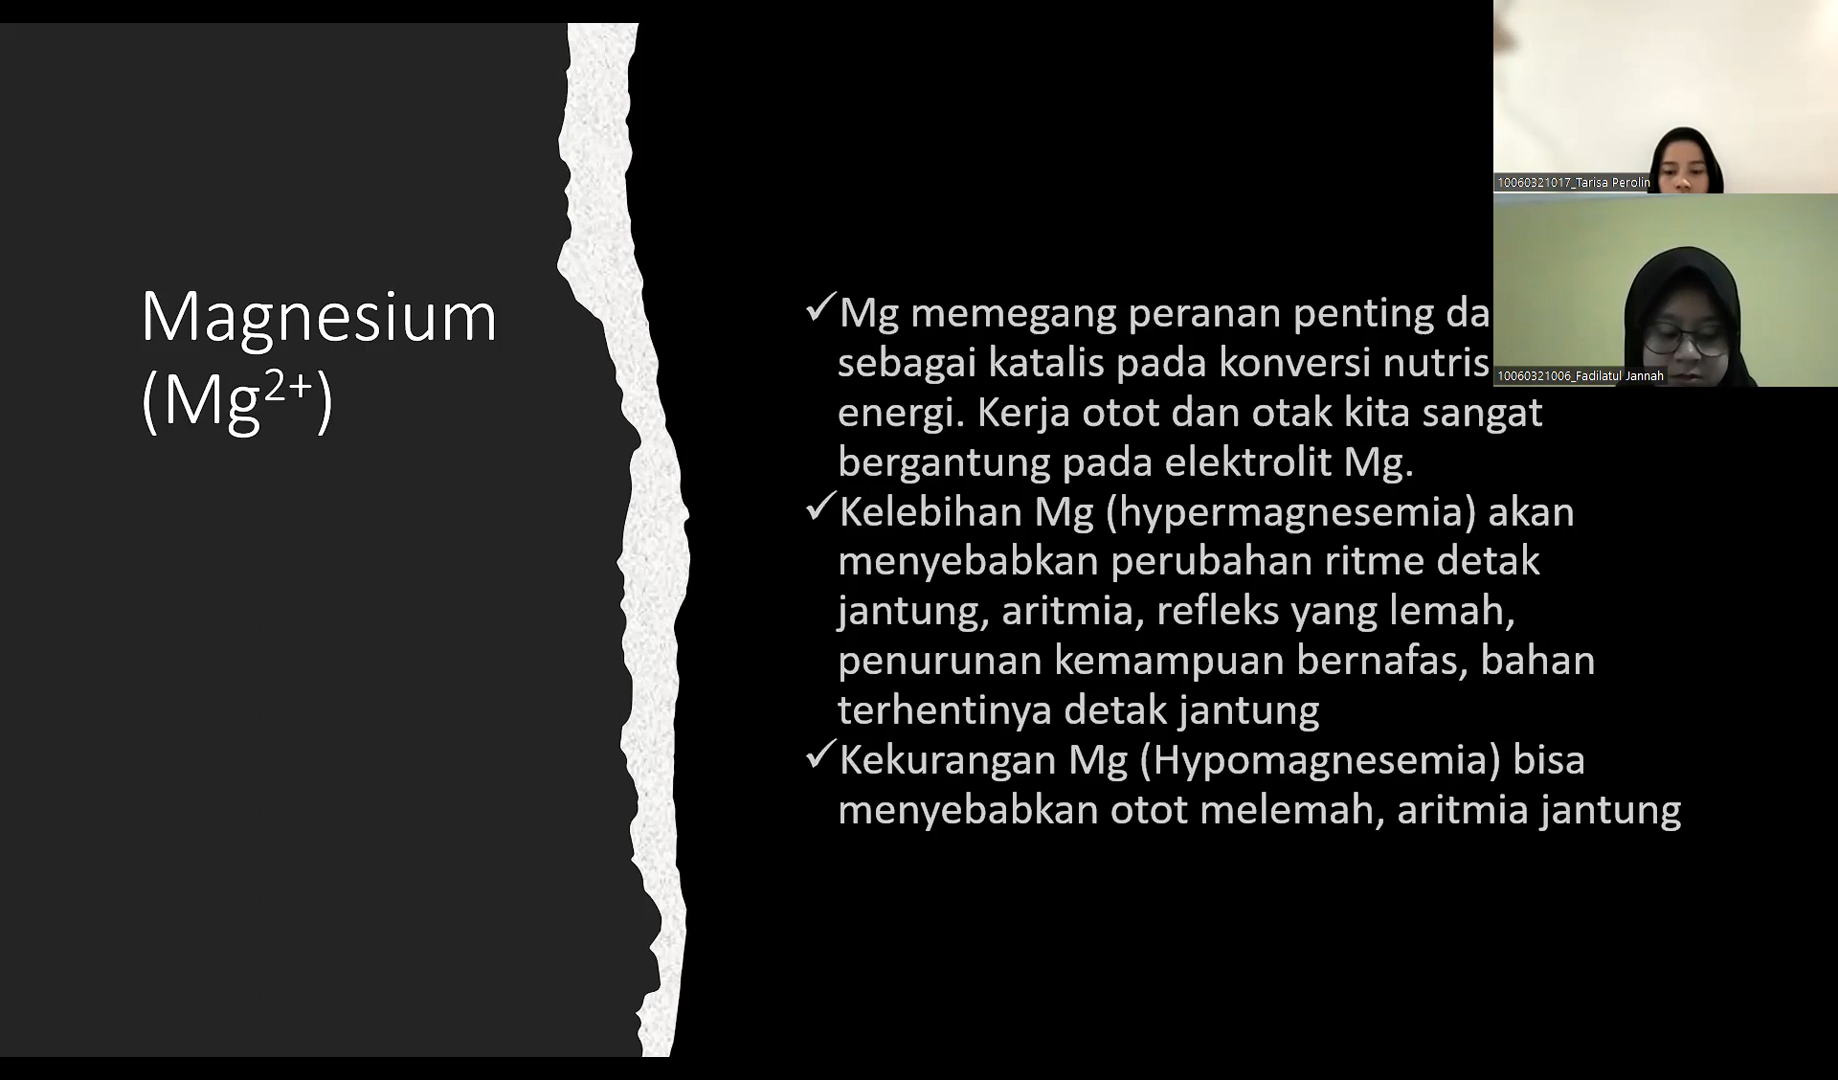 Magnesium
(Mg²⁺)
✓Mg memegang peranan penting
sebagai katalis pada konversi
energi. Kerja otot dan otak kita sangat
bergantung pada elektrolit Mg.
✓Kelebihan Mg (hypermagnesemia) akan
menyebabkan perubahan ritme detak
jantung, aritmia, refleks yang lemah,
penurunan kemampuan bernafas, bahan
terhentinya detak jantung
✓Kekurangan Mg (Hypomagnesemia) bisa
menyebabkan otot melemah, aritmia jantung
10060321017_Tarisa Perolin
10060321006_Fadilatul Jannah